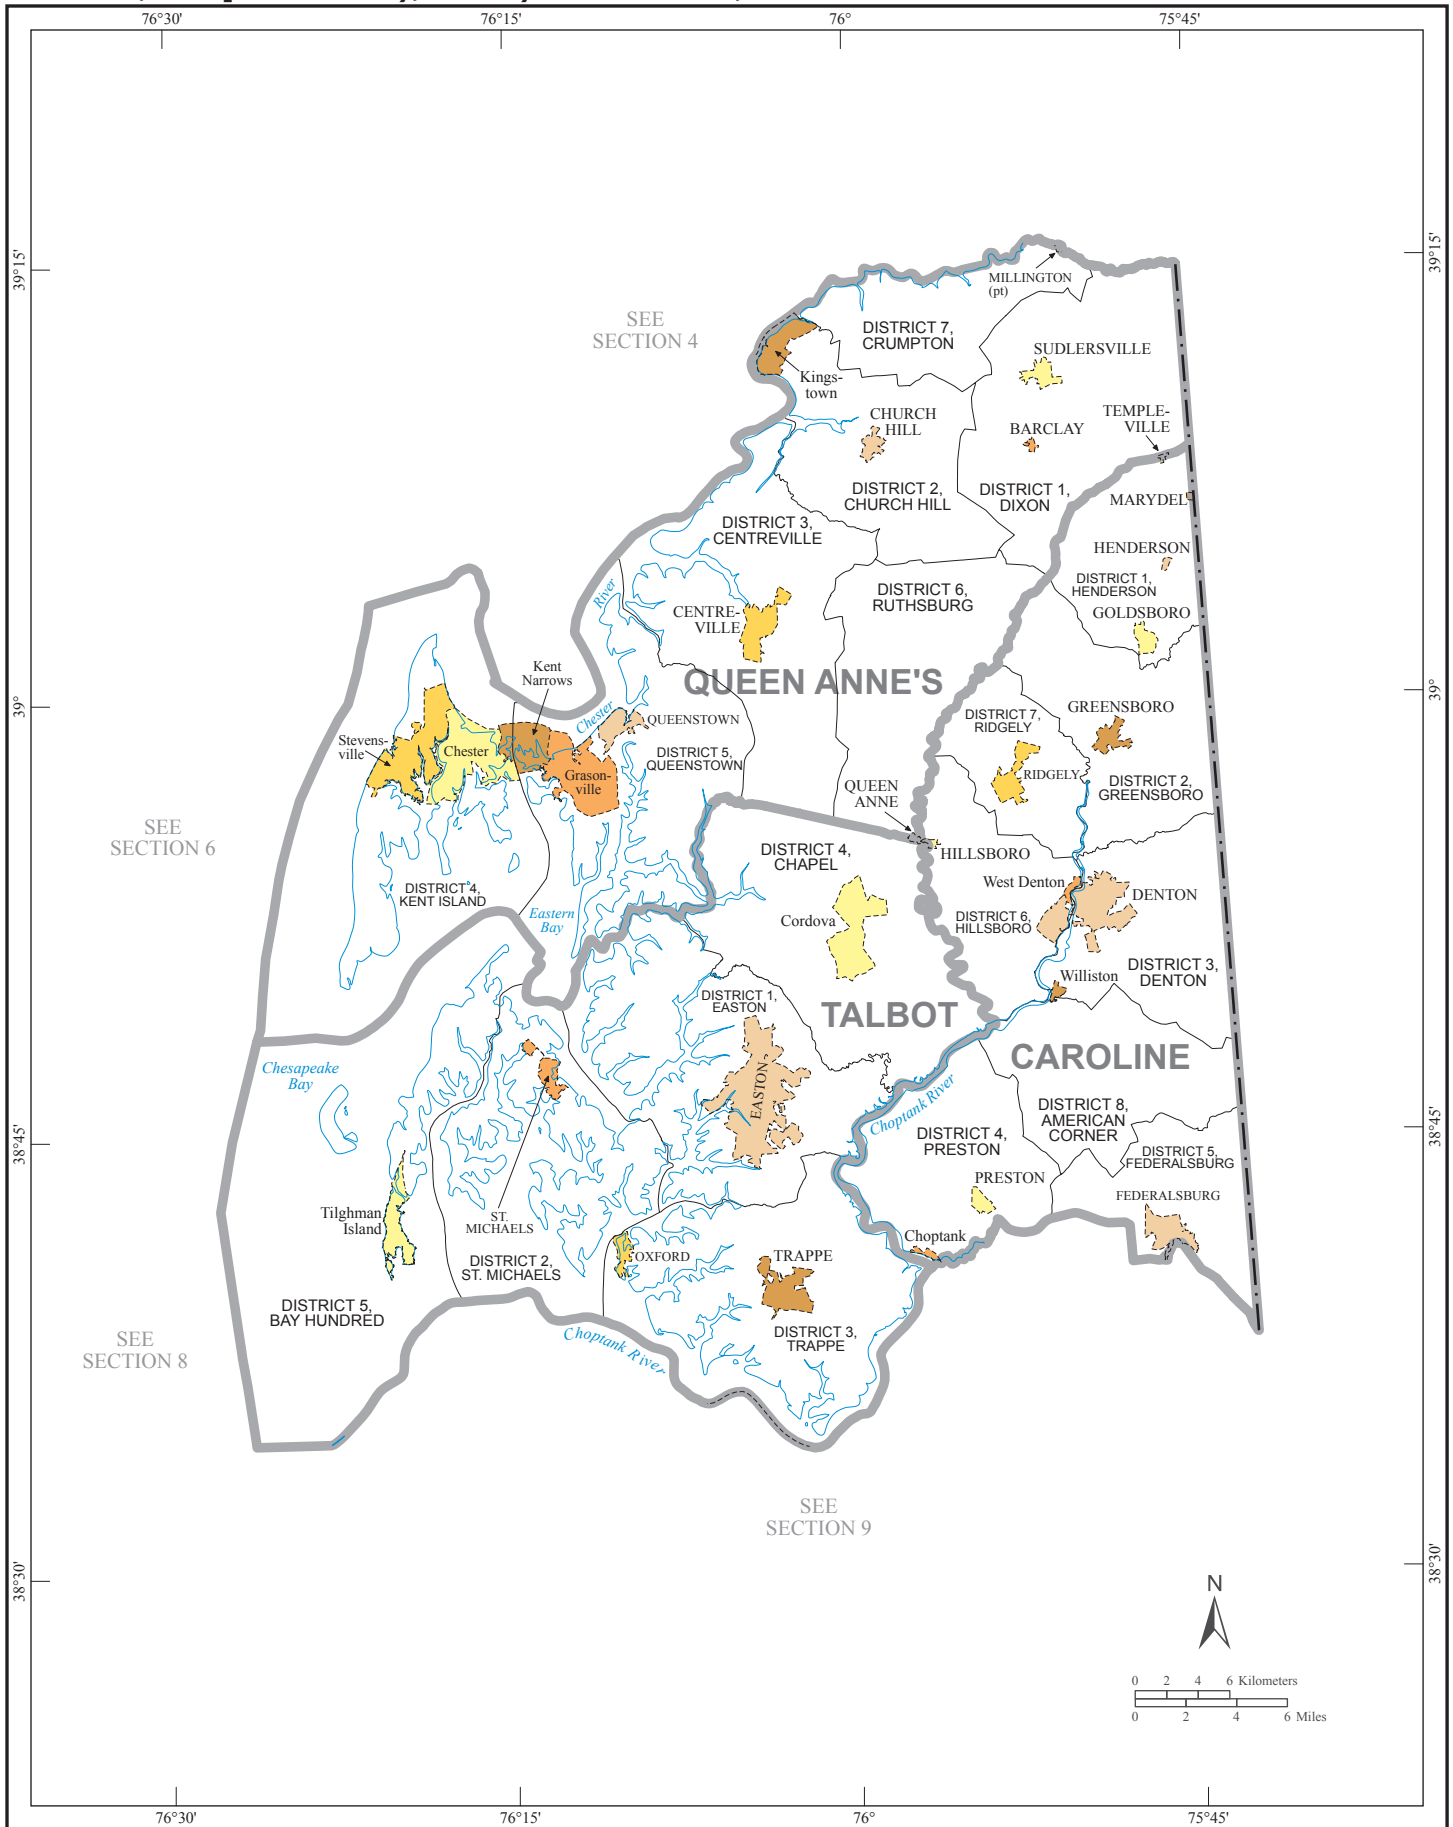 76°30'
76°15'
76°
75°45'
39°15'
39°15'
MILLINGTON
(pt)
SEE
SECTION 4
DISTRICT 7,
CRUMPTON
SUDLERSVILLE
Kings-
town
CHURCH
HILL
BARCLAY
TEMPLE-
VILLE
DISTRICT 2,
CHURCH HILL
DISTRICT 1,
DIXON
MARYDEL
DISTRICT 3,
CENTREVILLE
HENDERSON
DISTRICT 1,
HENDERSON
River
DISTRICT 6,
RUTHSBURG
GOLDSBORO
CENTRE-
VILLE
Kent
Narrows
QUEEN ANNE'S
39°
39°
Chester
QUEENSTOWN
DISTRICT 7,
RIDGELY
GREENSBORO
Stevens-
ville
Chester
DISTRICT 5,
QUEENSTOWN
Grason-
ville
RIDGELY
QUEEN
ANNE
DISTRICT 2,
GREENSBORO
SEE
SECTION 6
DISTRICT 4,
CHAPEL
HILLSBORO
DISTRICT 4,
KENT ISLAND
West Denton
DENTON
Eastern
Bay
Cordova
DISTRICT 6,
HILLSBORO
DISTRICT 3,
DENTON
Williston
DISTRICT 1,
EASTON
TALBOT
CAROLINE
Chesapeake
Bay
EASTON
Choptank River
DISTRICT 8,
AMERICAN
CORNER
38°45'
38°45'
DISTRICT 4,
PRESTON
DISTRICT 5,
FEDERALSBURG
PRESTON
FEDERALSBURG
Tilghman
Island
ST.
MICHAELS
Choptank
DISTRICT 2,
ST. MICHAELS
OXFORD
TRAPPE
DISTRICT 5,
BAY HUNDRED
DISTRICT 3,
TRAPPE
SEE
SECTION 8
Choptank River
SEE
SECTION 9
38°30'
38°30'
N
0 2 4 6 Kilometers
0 2 4 6 Miles
76°30'
76°15'
76°
75°45'